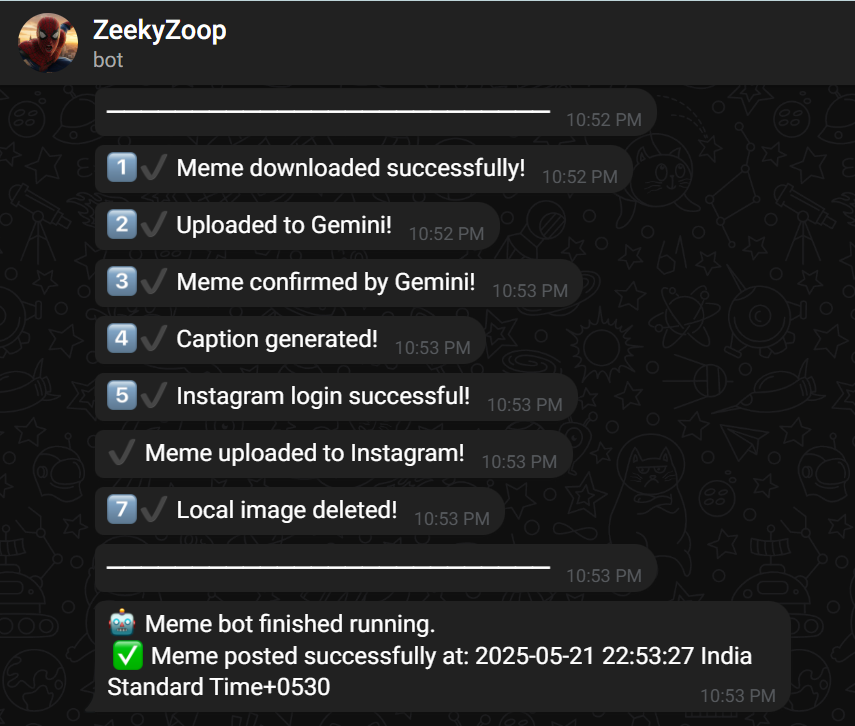 ZeekyZoop
bot
10:52 PM
1️⃣✔️ Meme downloaded successfully! 10:52 PM
2️⃣✔️ Uploaded to Gemini! 10:52 PM
3️⃣✔️ Meme confirmed by Gemini! 10:53 PM
4️⃣✔️ Caption generated! 10:53 PM
5️⃣✔️ Instagram login successful! 10:53 PM
✔️ Meme uploaded to Instagram! 10:53 PM
7️⃣✔️ Local image deleted! 10:53 PM
10:53 PM
🤖 Meme bot finished running.
✅ Meme posted successfully at: 2025-05-21 22:53:27 India
Standard Time+0530 10:53 PM